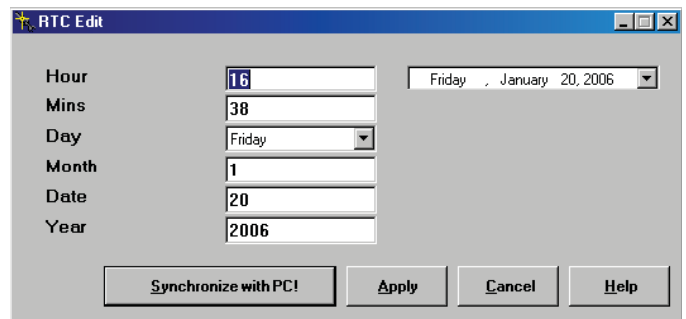 RTC Edit
Hour 16 Friday , January 20, 2006
Mins 38
Day Friday
Month 1
Date 20
Year 2006
Synchronize with PC! Apply Cancel Help